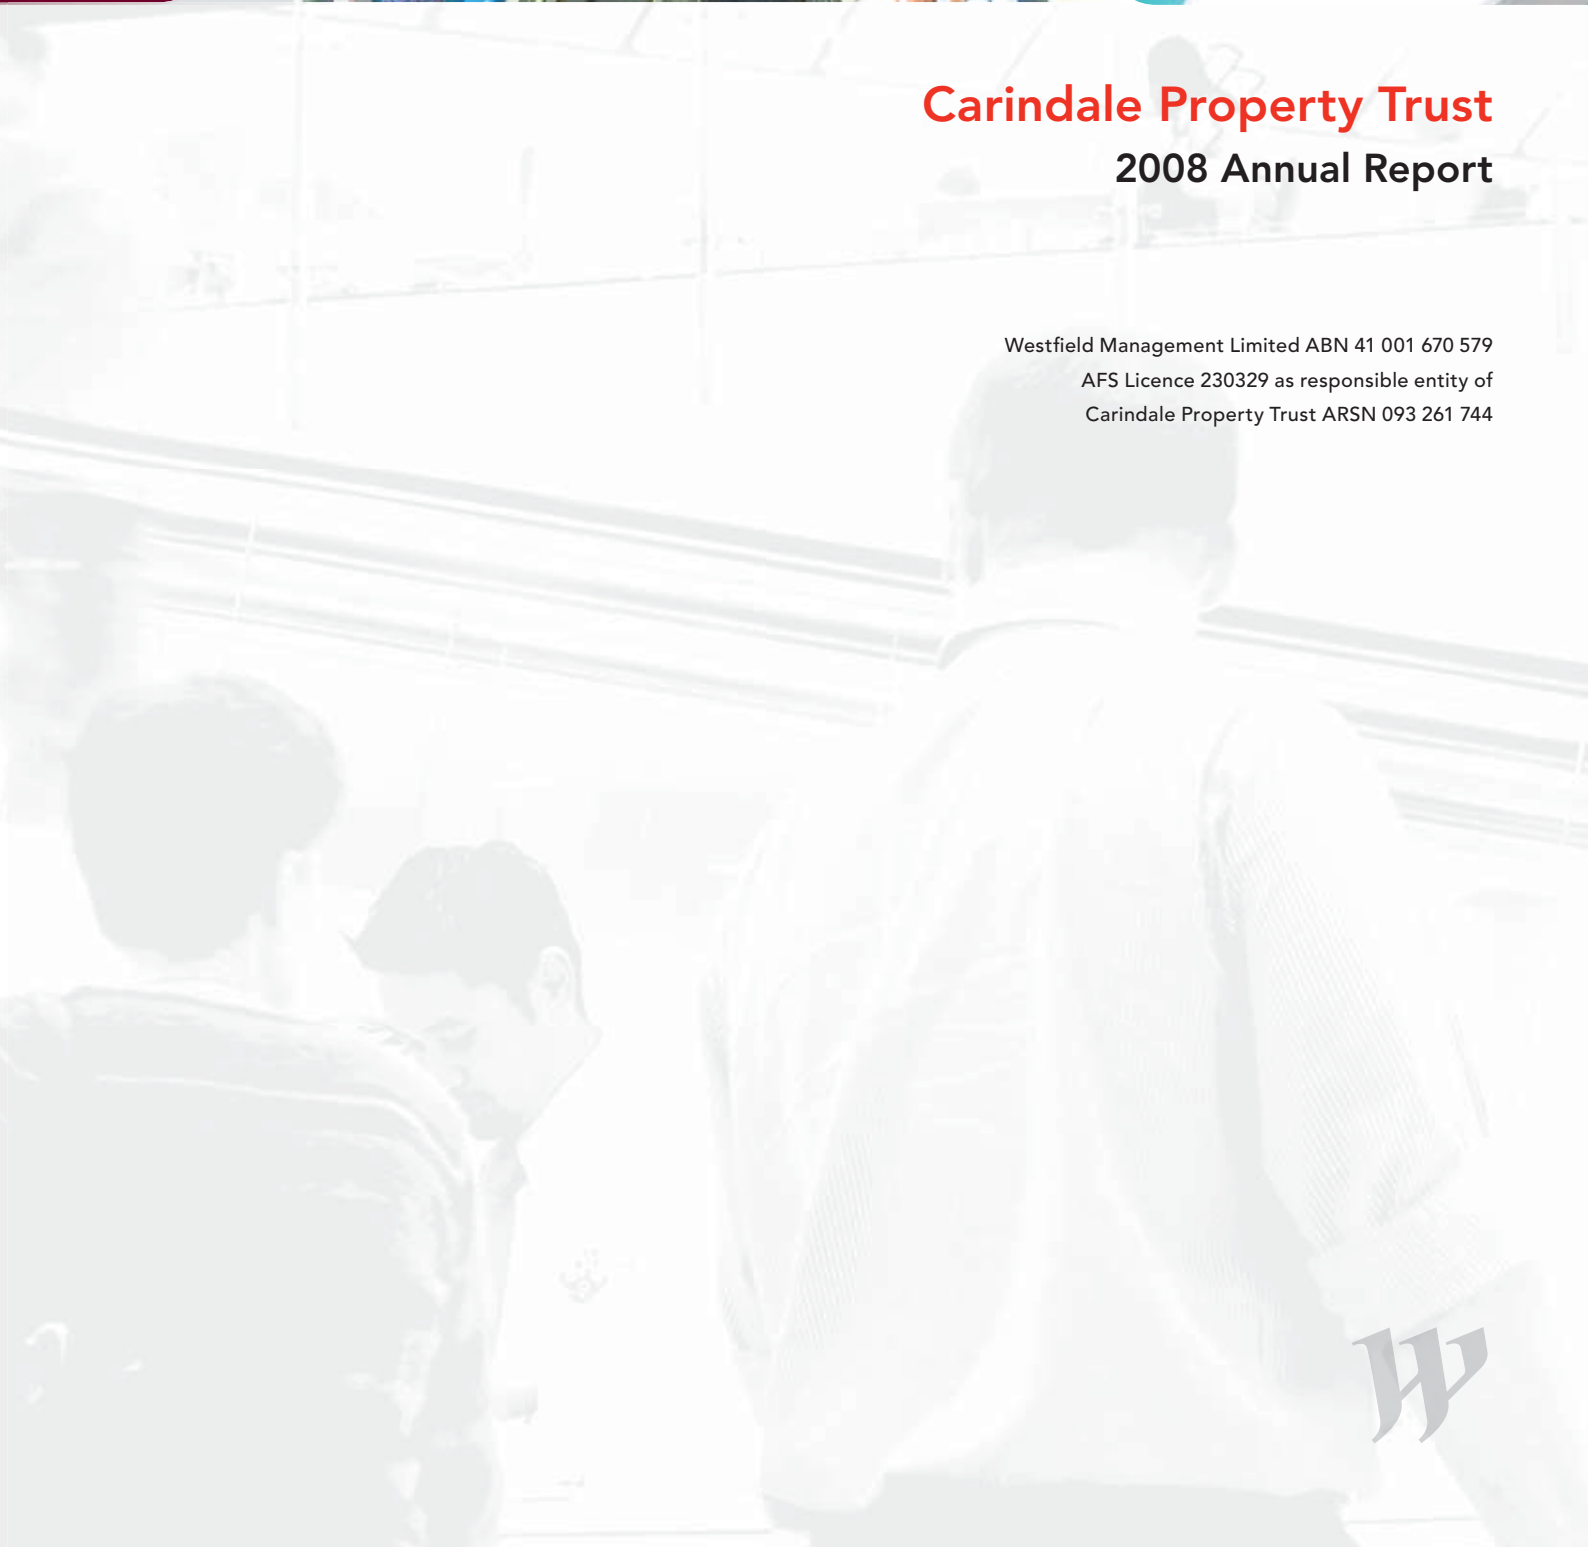 Carindale Property Trust
2008 Annual Report
Westfield Management Limited ABN 41 001 670 579
AFS Licence 230329 as responsible entity of
Carindale Property Trust ARSN 093 261 744
W